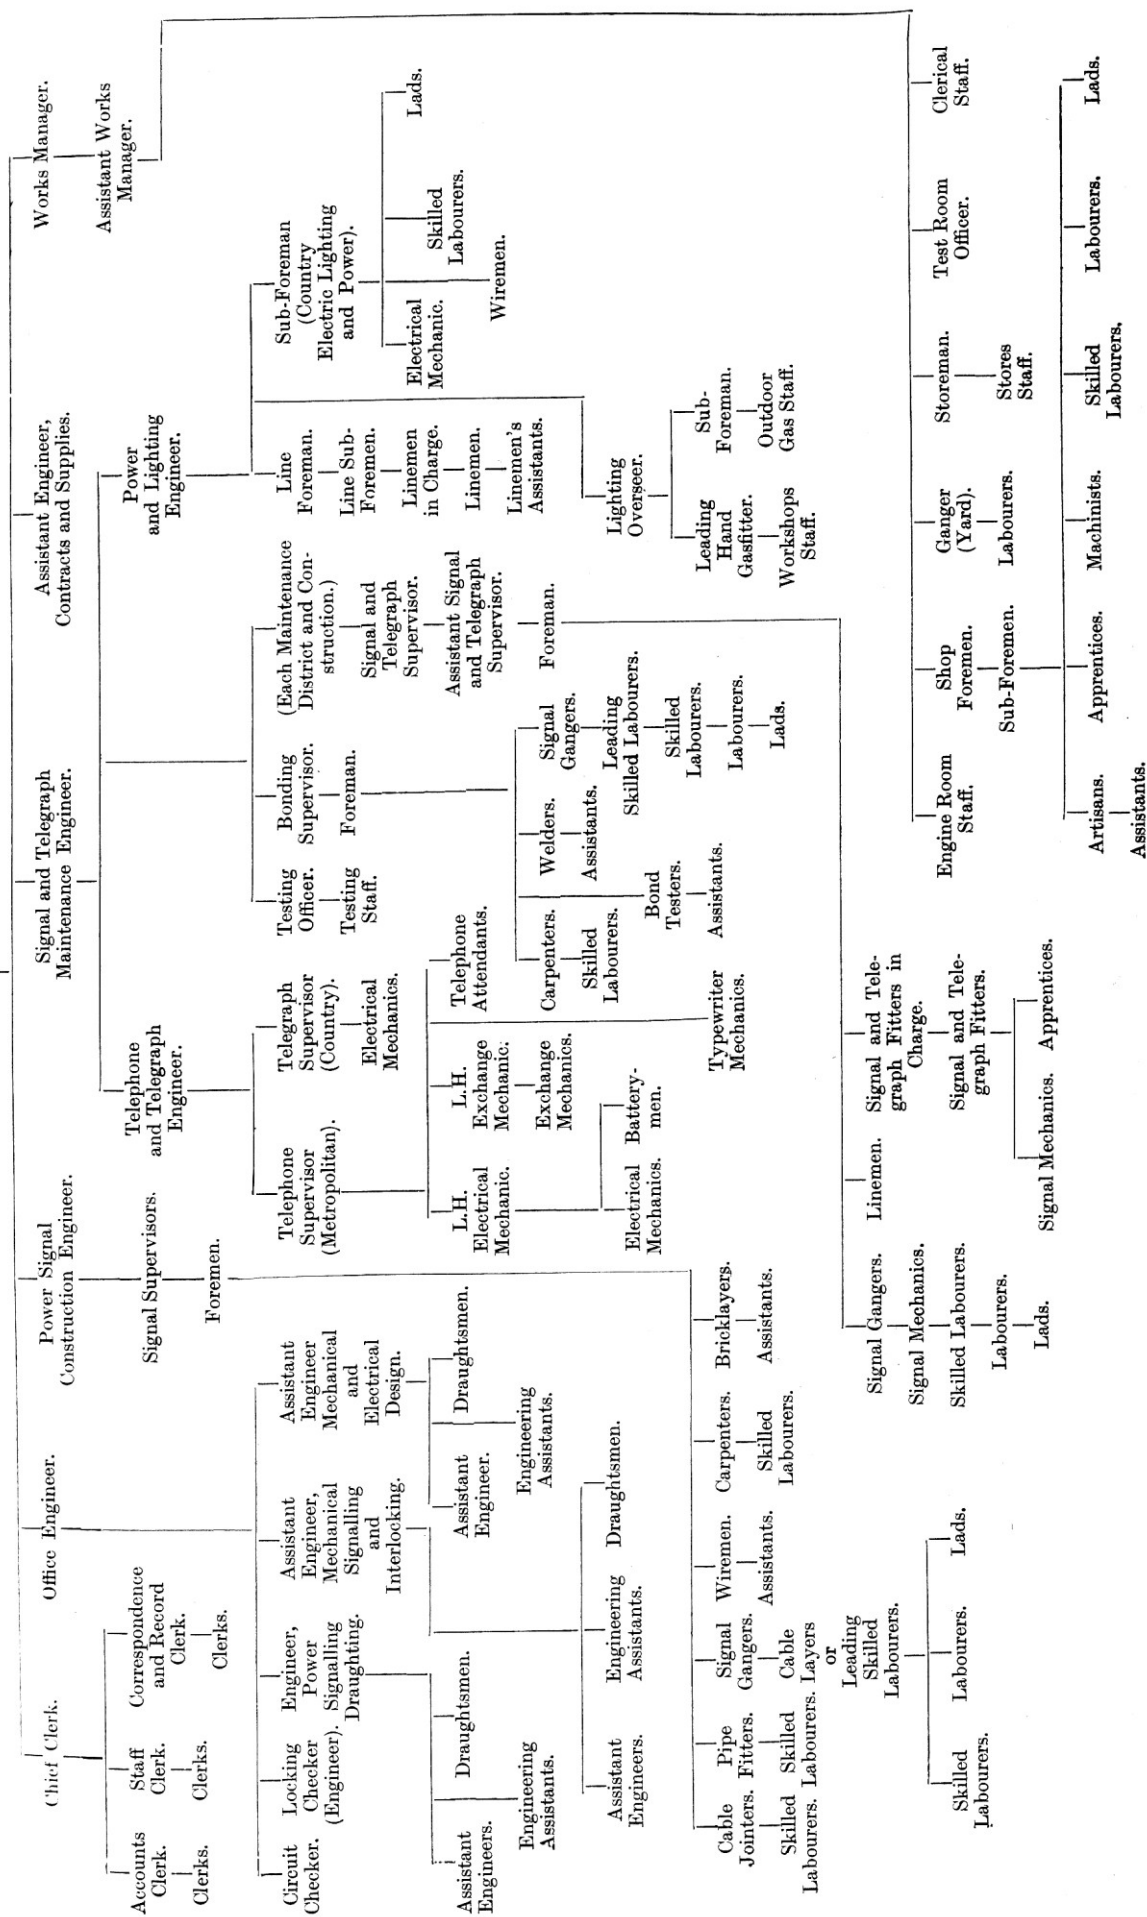 Chief Clerk.
Office Engineer.
Power Signal
Construction Engineer.
Signal and Telegraph
Maintenance Engineer.
Assistant Engineer,
Contracts and Supplies.
Works Manager.
Assistant Works
Manager.
Accounts
Clerk.
Clerks.
Staff
Clerk.
Clerks.
Correspondence
and Record
Clerk.
Clerks.
Signal Supervisors.
Foremen.
Telephone
and Telegraph
Engineer.
Power
and Lighting
Engineer.
Circuit
Checker.
Locking
Checker
(Engineer).
Engineer,
Power
Signalling
Draughting.
Assistant
Engineer,
Mechanical
Signalling
and
Interlocking.
Assistant
Engineer
Mechanical
and
Electrical
Design.
Telephone
Supervisor
(Metropolitan).
Telegraph
Supervisor
(Country).
Electrical
Mechanics.
Testing
Officer.
Testing
Staff.
Bonding
Supervisor.
Foreman.
(Each Maintenance
District and Con-
struction.)
Signal and
Telegraph
Supervisor.
Assistant Signal
and Telegraph
Supervisor.
Foreman.
Line
Foreman.
Line Sub-
Foremen.
Linemen
in Charge.
Linemen.
Linemen's
Assistants.
Sub-Foreman
(Country
Electric Lighting
and Power).
Electrical
Mechanic.
Wiremen.
Skilled
Labourers.
Lads.
Assistant
Engineers.
Engineering
Assistants.
Draughtsmen.
Assistant
Engineer.
Engineering
Assistants.
Draughtsmen.
L.H.
Electrical
Mechanic.
L.H.
Exchange
Mechanic.
Exchange
Mechanics.
Telephone
Attendants.
Typewriter
Mechanics.
Electrical
Mechanics.
Battery-
men.
Carpenters.
Skilled
Labourers.
Bond
Testers.
Assistants.
Welders.
Assistants.
Signal
Gangers.
Leading
Skilled Labourers.
Skilled
Labourers.
Labourers.
Lads.
Lighting
Overseer.
Leading
Hand
Gasfitter.
Workshops
Staff.
Sub-
Foreman.
Outdoor
Gas Staff.
Assistant
Engineers.
Engineering
Assistants.
Draughtsmen.
Cable
Jointers.
Skilled
Labourers.
Pipe
Fitters.
Skilled
Labourers.
Signal
Gangers.
Cable
Layers
or
Leading
Skilled
Labourers.
Wiremen.
Assistants.
Carpenters.
Skilled
Labourers.
Bricklayers.
Assistants.
Skilled
Labourers.
Labourers.
Lads.
Signal Gangers.
Signal Mechanics.
Skilled Labourers.
Labourers.
Lads.
Linemen.
Signal and Tele-
graph Fitters in
Charge.
Signal and Tele-
graph Fitters.
Signal Mechanics.
Apprentices.
Engine Room
Staff.
Shop
Foremen.
Sub-Foremen.
Ganger
(Yard).
Labourers.
Storeman.
Stores
Staff.
Test Room
Officer.
Clerical
Staff.
Artisans.
Assistants.
Apprentices.
Machinists.
Skilled
Labourers.
Labourers.
Lads.